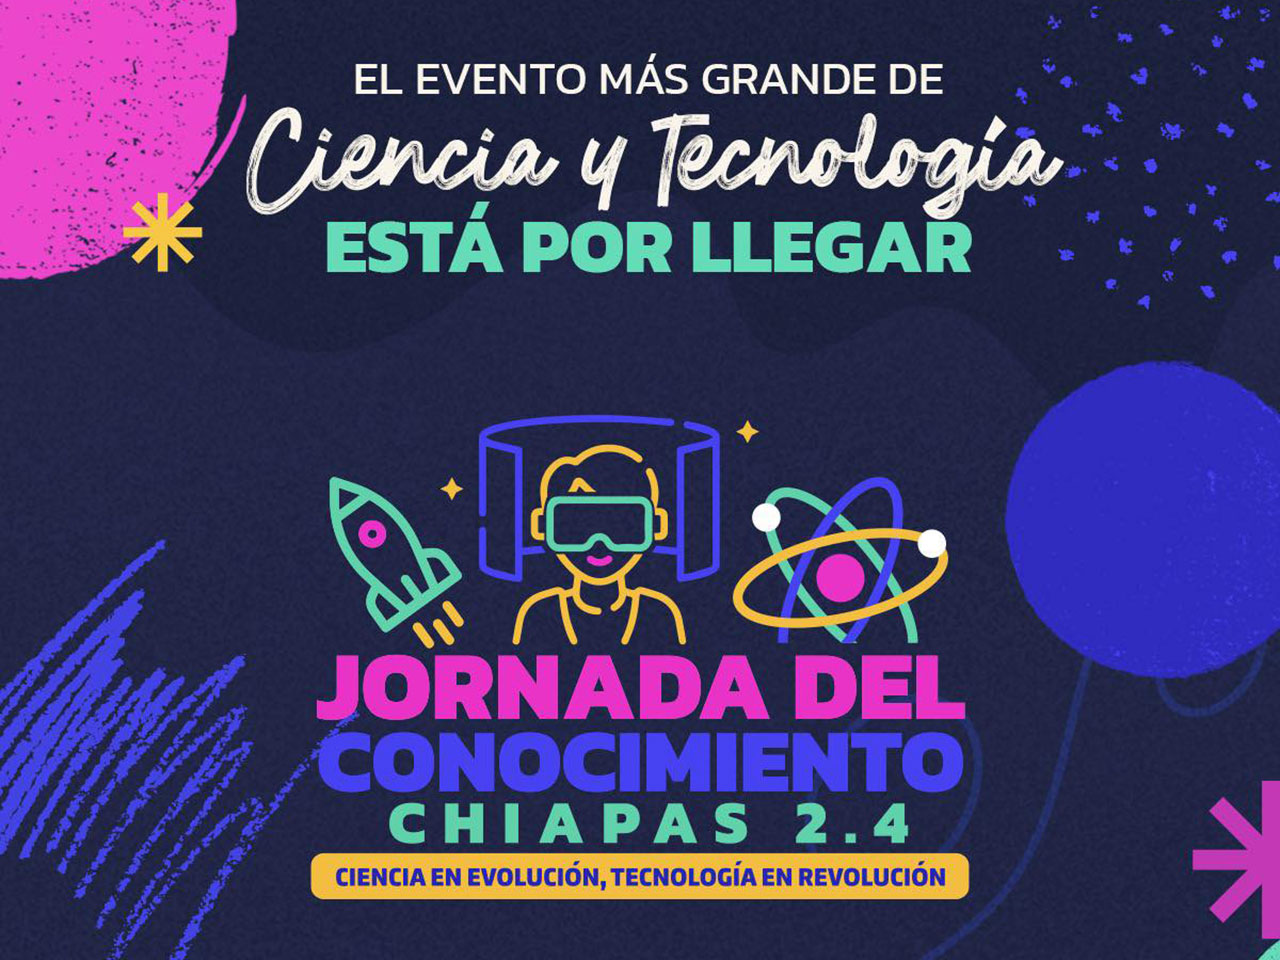 EL EVENTO MÁS GRANDE DE
Ciencia y Tecnología
ESTÁ POR LLEGAR
JORNADA DEL
CONOCIMIENTO
CHIAPAS 2.4
CIENCIA EN EVOLUCIÓN, TECNOLOGÍA EN REVOLUCIÓN